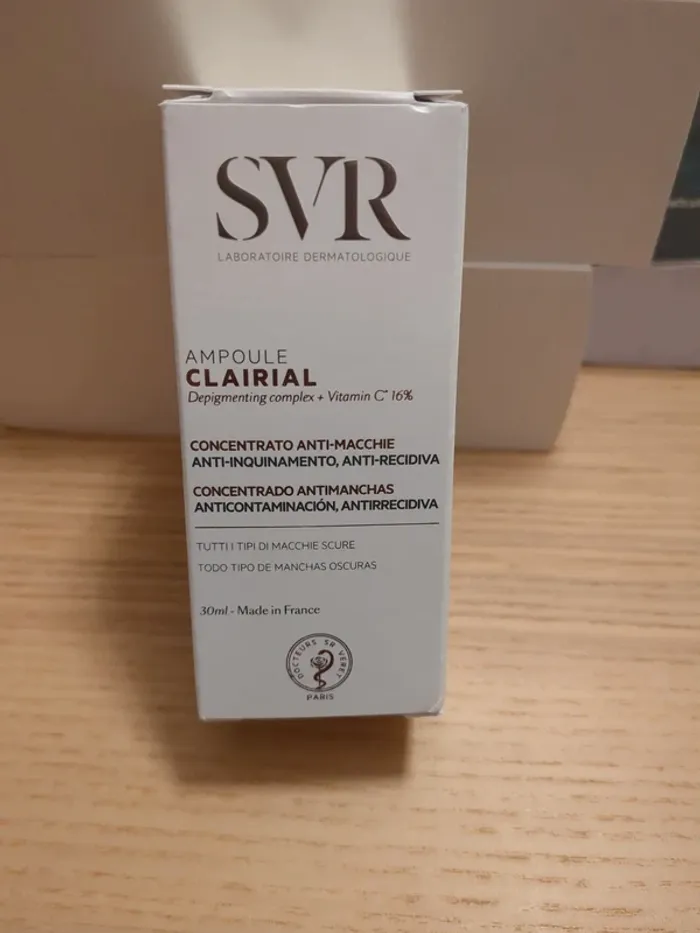 SVR
LABORATOIRE DERMATOLOGIQUE
AMPOULE
CLAIRIAL
Depigmenting complex + Vitamin C* 16%
CONCENTRATO ANTI-MACCHIE
ANTI-INQUINAMENTO, ANTI-RECIDIVA
CONCENTRADO ANTIMANCHAS
ANTICONTAMINACIÓN, ANTIRRECIDIVA
TUTTI I TIPI DI MACCHIE SCURE
TODO TIPO DE MANCHAS OSCURAS
30ml - Made in France
DOCTEURS SR VERET
PARIS